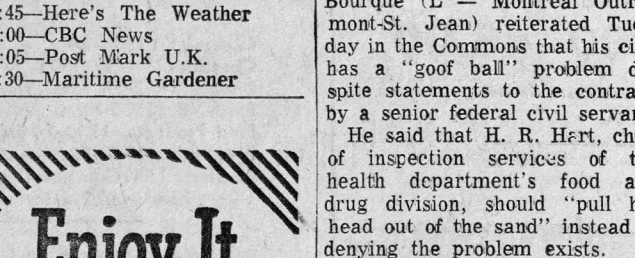 :45—Here's The Weather
:00—CBC News
:05—Post Mark U.K.
:30—Maritime Gardener
Enjoy It
Bourque (L — Montreal Outr
mont-St. Jean) reiterated Tue
day in the Commons that his ci
has a "goof ball" problem d
spite statements to the contra
by a senior federal civil servan
He said that H. R. Hart, ch
of inspection services of t
health department's food a
drug division, should "pull h
head out of the sand" instead
denying the problem exists.